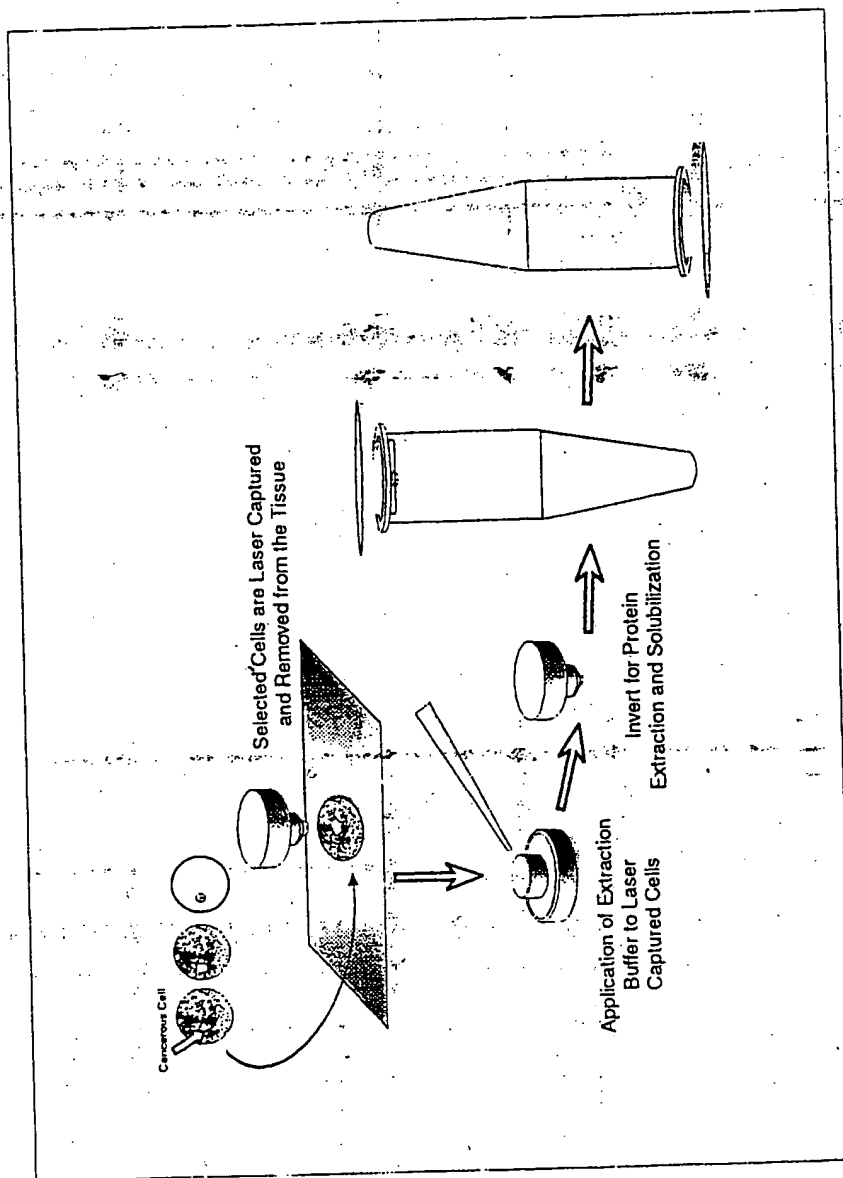 Cancerous Cell
Selected Cells are Laser Captured
and Removed from the Tissue
Application of Extraction
Buffer to Laser
Captured Cells
Invert for Protein
Extraction and Solubilization